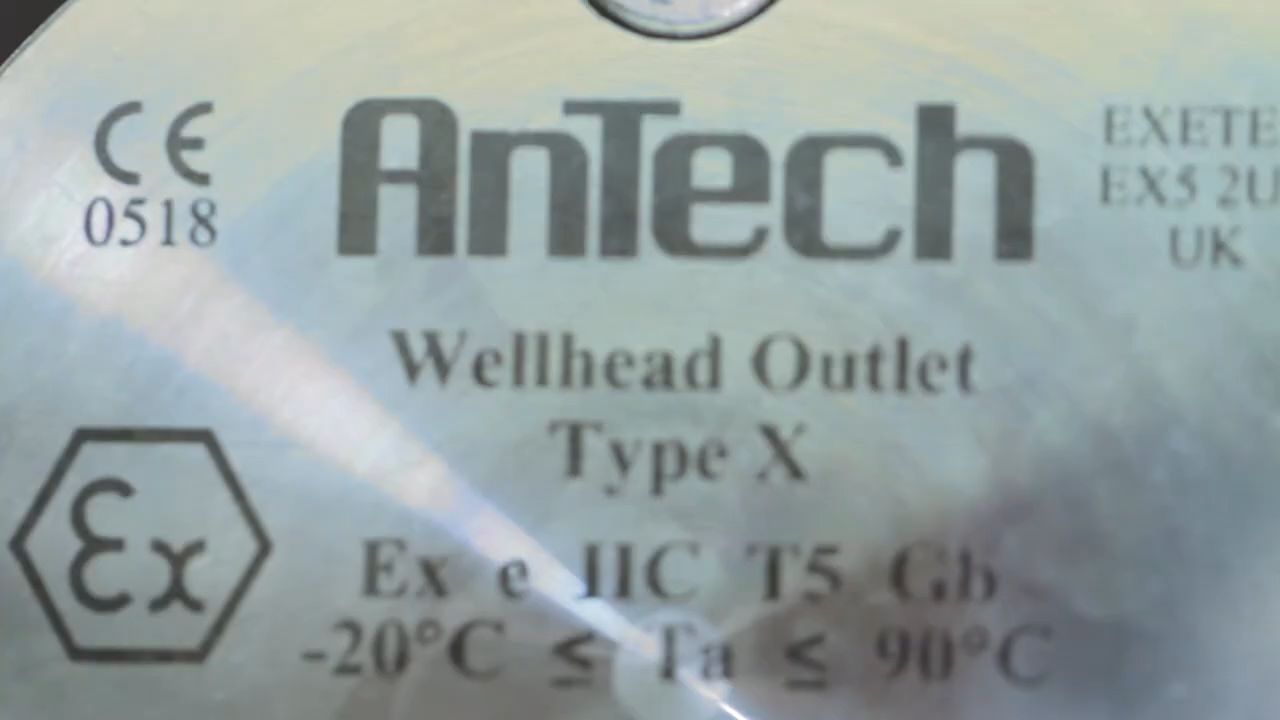 CE
0518
AnTech
EXETE
EX5 2U
UK
Wellhead Outlet
Type X
Ex
Ex e IIC T5 Gb
-20°C ≤ Ta ≤ 90°C